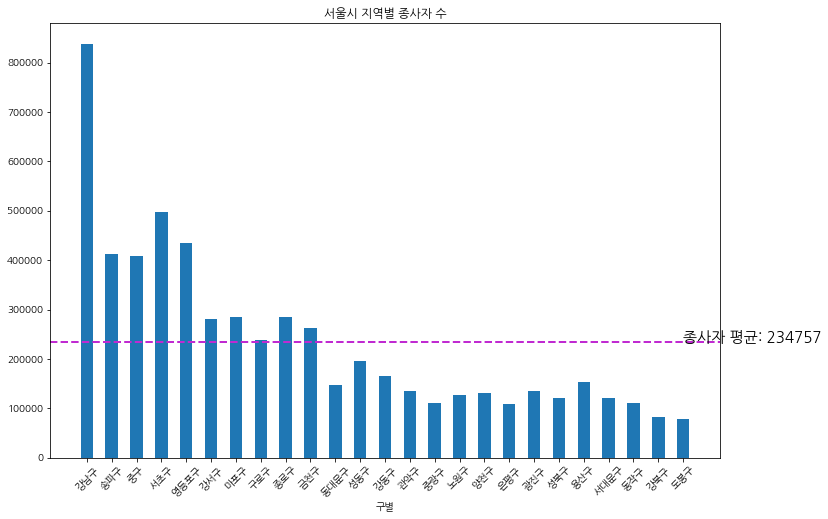 서울시 지역별 종사자 수
800000
700000
600000
500000
400000
300000
200000
100000
0
종사자 평균: 234757
강남구
송파구
중구
서초구
영등포구
강서구
마포구
구로구
종로구
금천구
동대문구
성동구
강동구
관악구
중랑구
노원구
양천구
은평구
광진구
성북구
용산구
서대문구
동작구
강북구
도봉구
구별